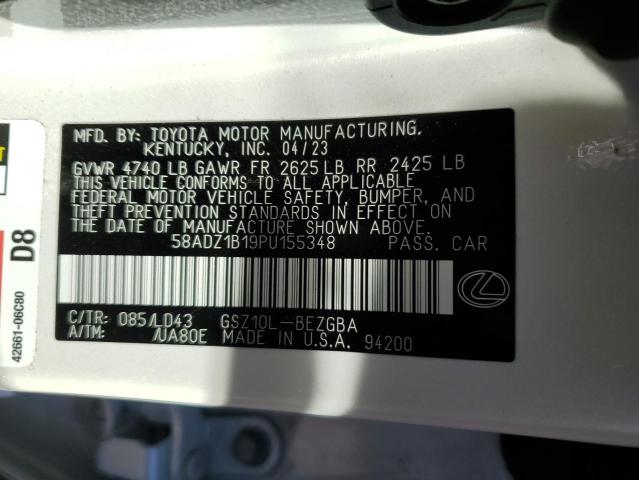 MFD. BY: TOYOTA MOTOR MANUFACTURING,
KENTUCKY, INC. 04/23
GVWR 4740 LB GAWR FR 2625 LB RR 2425 LB
THIS VEHICLE CONFORMS TO ALL APPLICABLE
FEDERAL MOTOR VEHICLE SAFETY, BUMPER, AND
THEFT PREVENTION STANDARDS IN EFFECT ON
THE DATE OF MANUFACTURE SHOWN ABOVE.
58ADZ1B19PU155348 PASS. CAR
C/TR: 085/LD43 GSZ10L-BEZGBA
A/TM: /UA80E MADE IN U.S.A. 94200
D8
42661-06C80